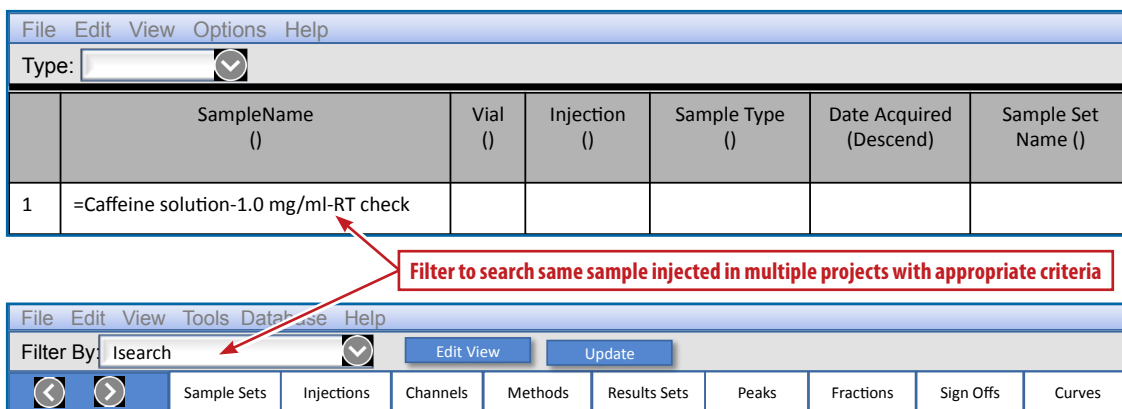 File Edit View Options Help
Type:
SampleName
()
Vial
()
Injection
()
Sample Type
()
Date Acquired
(Descend)
Sample Set
Name ()
1 =Caffeine solution-1.0 mg/ml-RT check
Filter to search same sample injected in multiple projects with appropriate criteria
File Edit View Tools Database Help
Filter By: Isearch Edit View Update
Sample Sets Injections Channels Methods Results Sets Peaks Fractions Sign Offs Curves